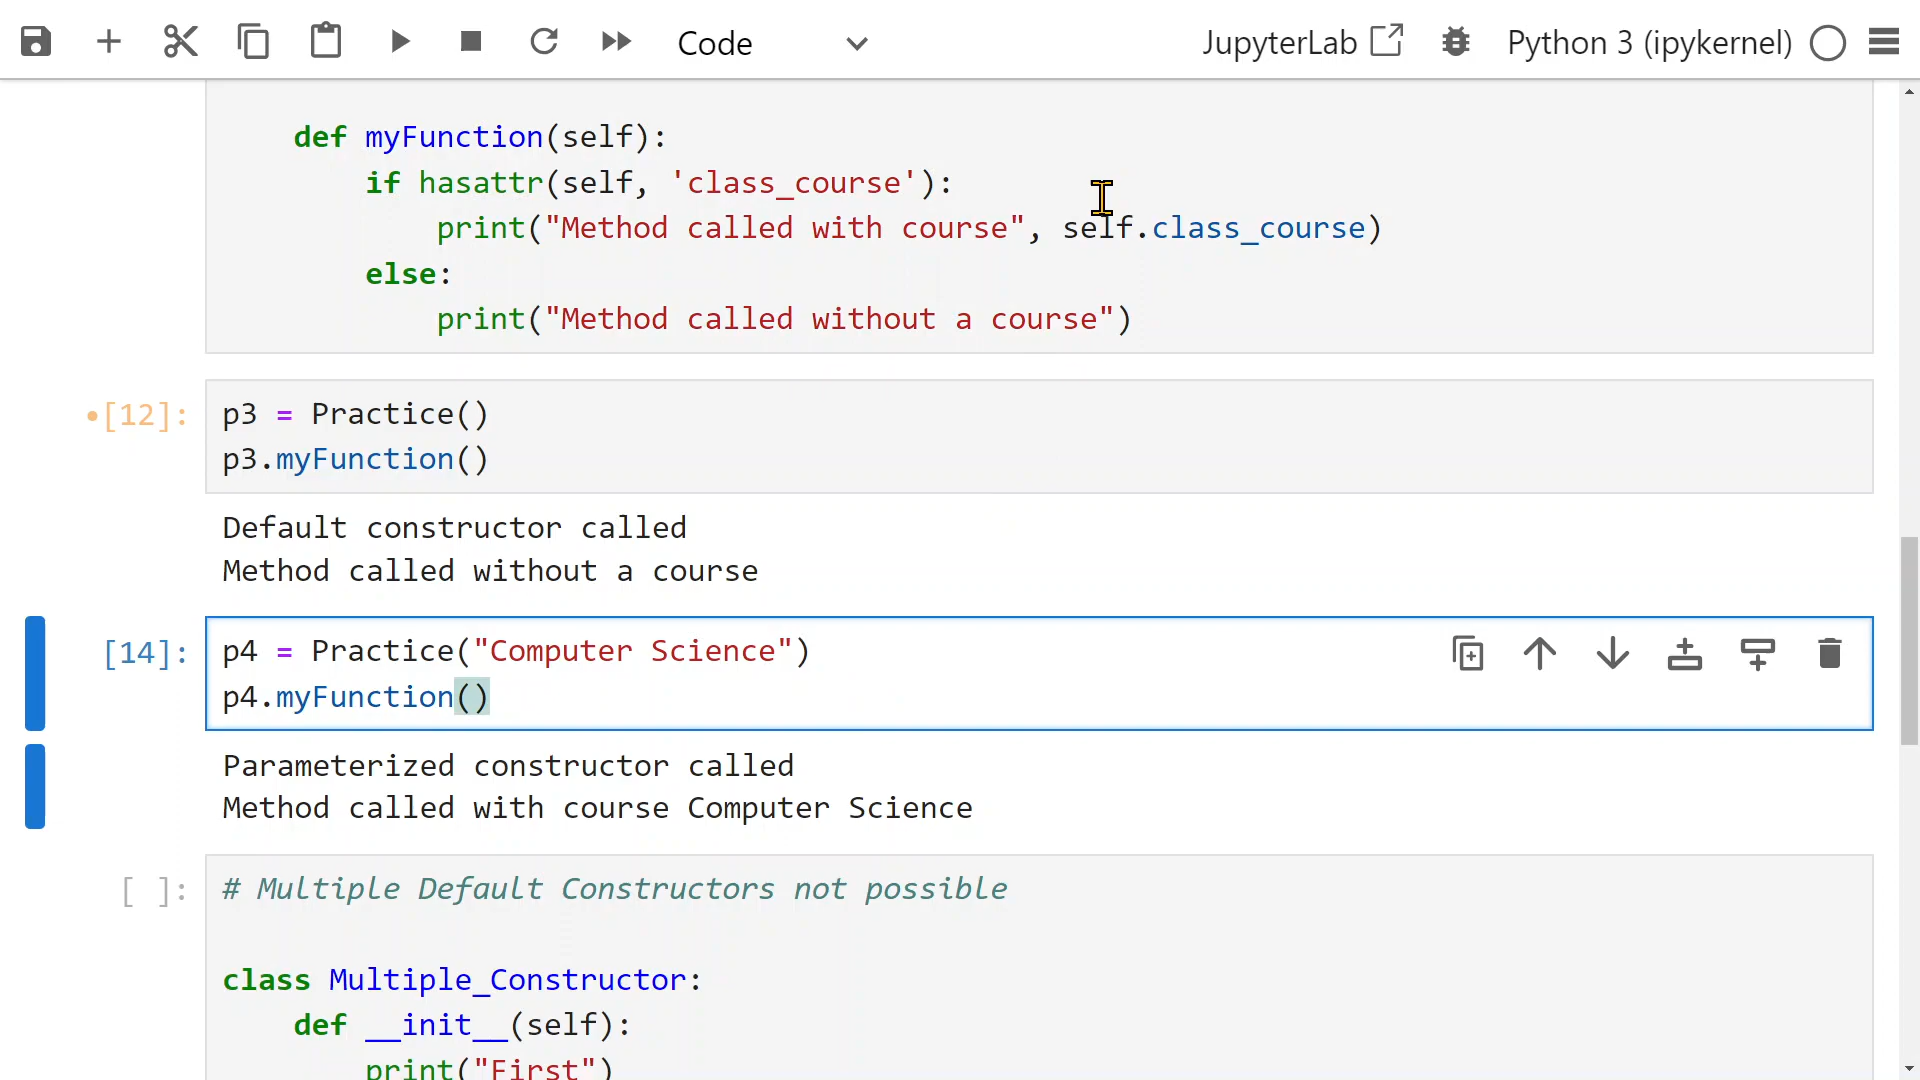 Code
JupyterLab
Python 3 (ipykernel)
def myFunction(self):
if hasattr(self, 'class_course'):
print("Method called with course", self.class_course)
else:
print("Method called without a course")
•[12]:
p3 = Practice()
p3.myFunction()
Default constructor called
Method called without a course
[14]:
p4 = Practice("Computer Science")
p4.myFunction()
Parameterized constructor called
Method called with course Computer Science
[ ]:
# Multiple Default Constructors not possible
class Multiple_Constructor:
def __init__(self):
print("First")